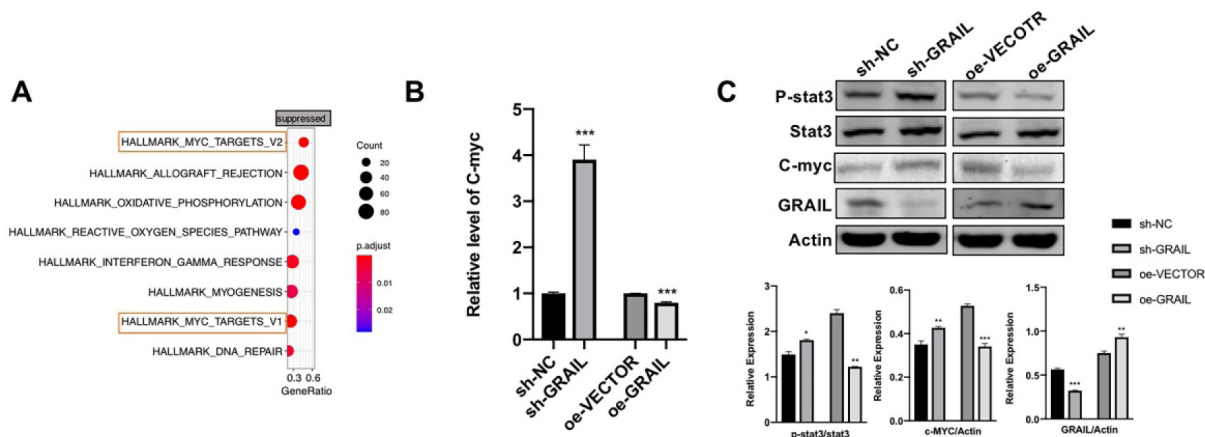 A
suppressed
HALLMARK_MYC_TARGETS_V2
HALLMARK_ALLOGRAFT_REJECTION
HALLMARK_OXIDATIVE_PHOSPHORYLATION
HALLMARK_REACTIVE_OXYGEN_SPECIES_PATHWAY
HALLMARK_INTERFERON_GAMMA_RESPONSE
HALLMARK_MYOGENESIS
HALLMARK_MYC_TARGETS_V1
HALLMARK_DNA_REPAIR
0.3 0.6
GeneRatio
Count
20
40
60
80
p.adjust
0.01
0.02
B
Relative level of C-myc
5
4
3
2
1
0
***
***
sh-NC
sh-GRAIL
oe-VECTOR
oe-GRAIL
C
sh-NC
sh-GRAIL
oe-VECOTR
oe-GRAIL
P-stat3
Stat3
C-myc
GRAIL
Actin
sh-NC
sh-GRAIL
oe-VECTOR
oe-GRAIL
Relative Expression
3
2
1
0
*
**
p-stat3/stat3
Relative Expression
0.6
0.4
0.2
0.0
**
***
c-MYC/Actin
Relative Expression
1.5
1.0
0.5
0.0
***
**
GRAIL/Actin